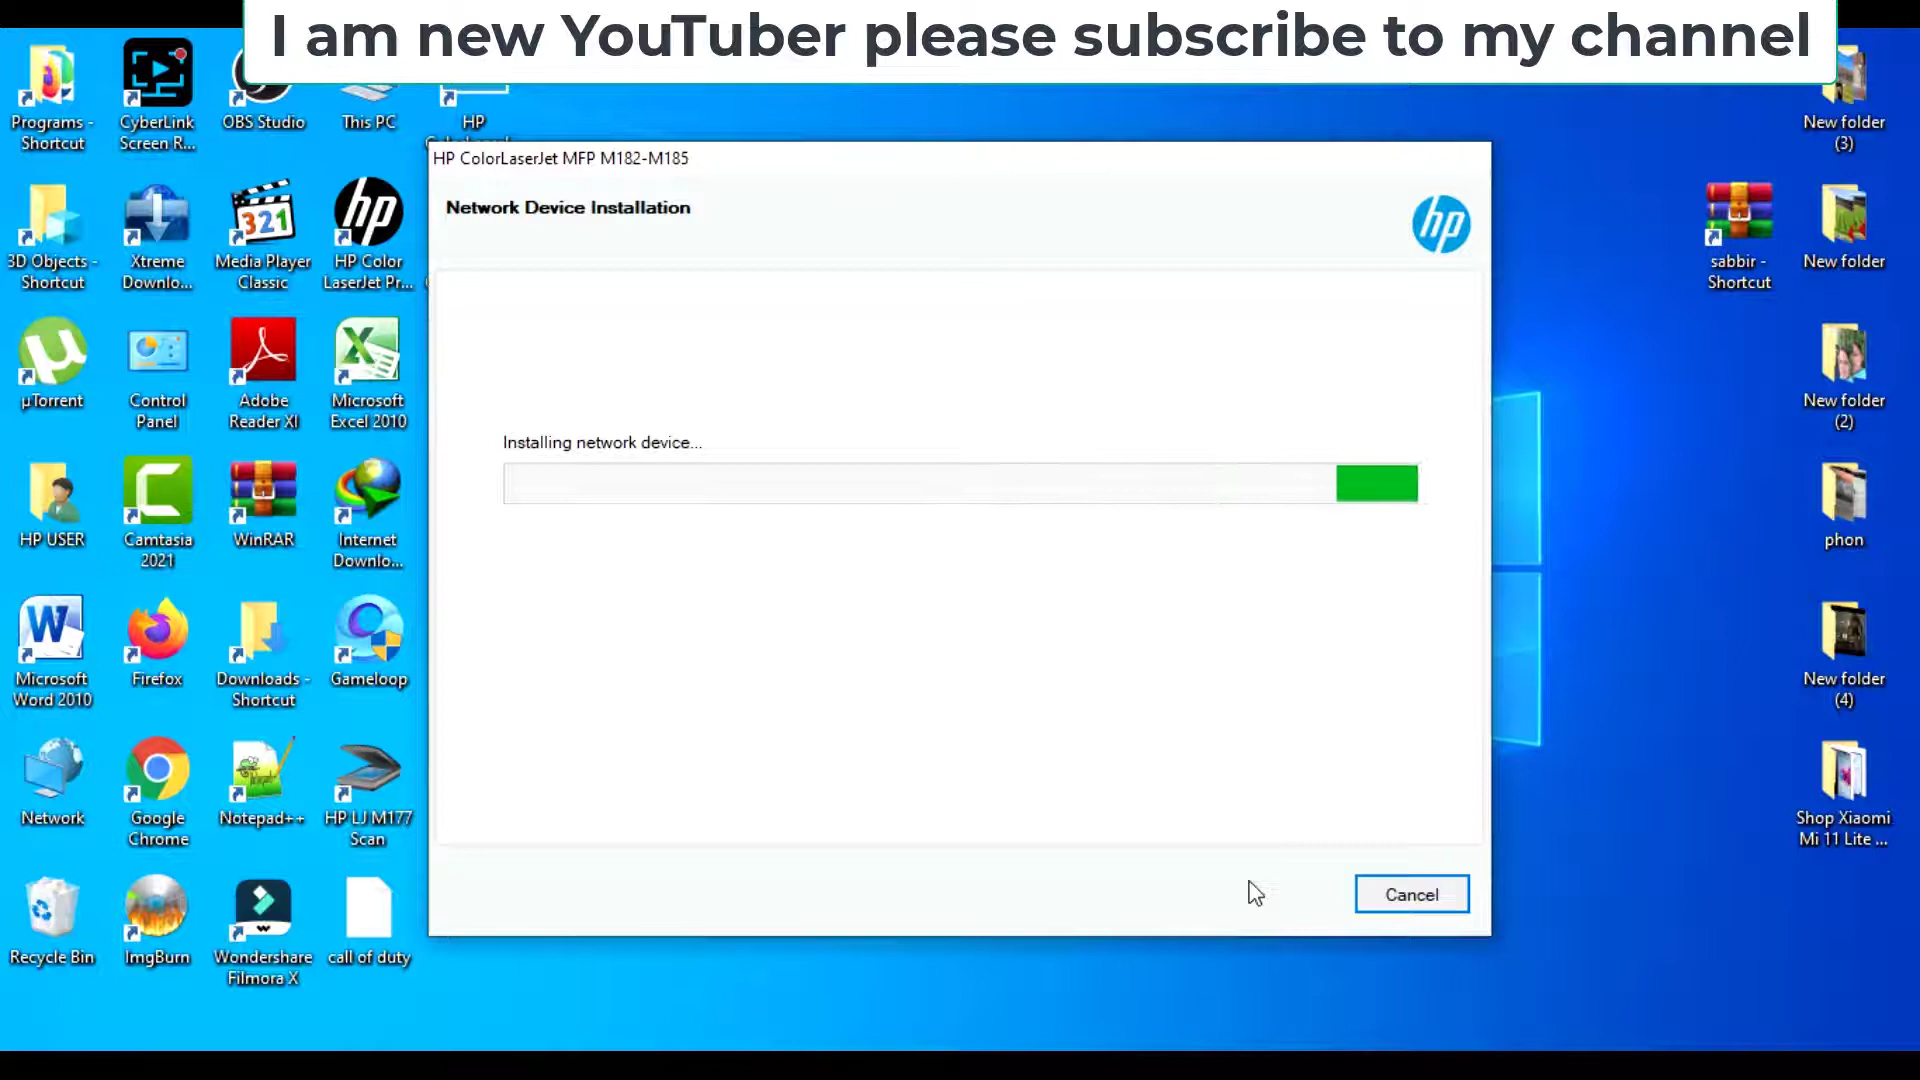 I am new YouTuber please subscribe to my channel
Programs -
Shortcut
CyberLink
Screen R...
OBS Studio
This PC
HP
New folder
(3)
HP ColorLaserJet MFP M182-M185
Network Device Installation
hp
3D Objects -
Shortcut
Xtreme
Downlo...
321
Media Player
Classic
hp
HP Color
LaserJet Pr...
sabbir -
Shortcut
New folder
µTorrent
Control
Panel
Adobe
Reader XI
Microsoft
Excel 2010
New folder
(2)
Installing network device...
HP USER
Camtasia
2021
WinRAR
Internet
Downlo...
phon
Microsoft
Word 2010
Firefox
Downloads -
Shortcut
Gameloop
New folder
(4)
Network
Google
Chrome
Notepad++
HP LJ M177
Scan
Shop Xiaomi
Mi 11 Lite ...
Cancel
Recycle Bin
ImgBurn
Wondershare
Filmora X
call of duty